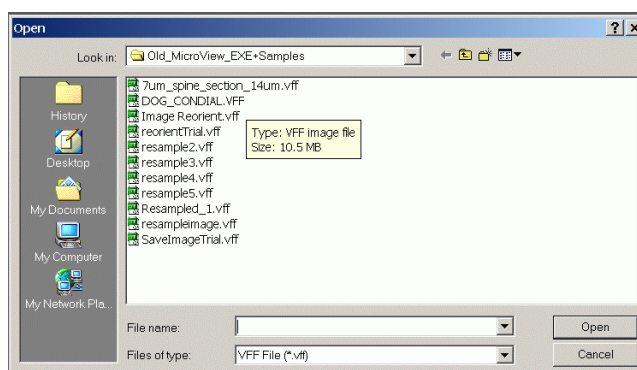 Open
Look in: Old_MicroView_EXE+Samples
History
Desktop
My Documents
My Computer
My Network Pla...
7um_spine_section_14um.vff
DOG_CONDIAL.VFF
Image Reorient.vff
reorientTrial.vff
resample2.vff
resample3.vff
resample4.vff
resample5.vff
Resampled_1.vff
resampleimage.vff
SaveImageTrial.vff
Type: VFF image file
Size: 10.5 MB
File name: Open
Files of type: VFF File (*.vff) Cancel